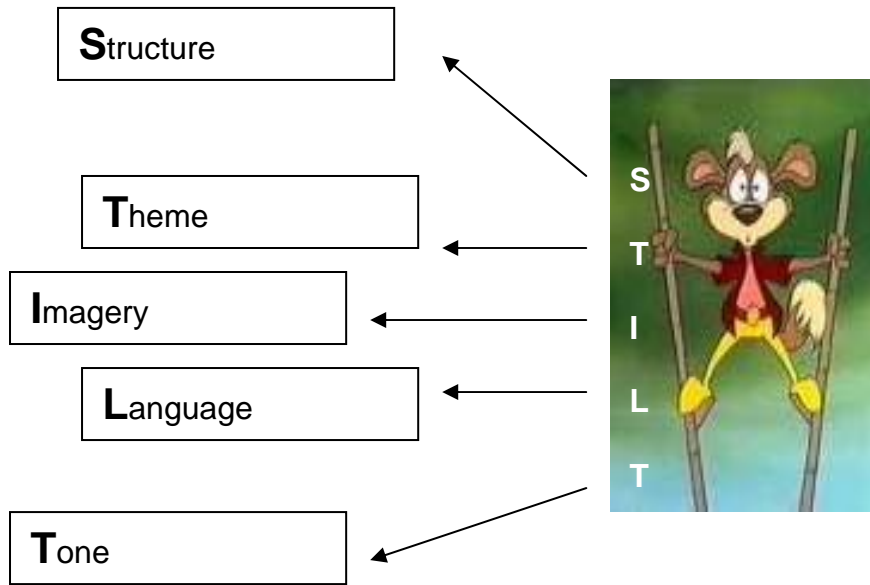 Structure
Theme
Imagery
Language
Tone
S
T
I
L
T